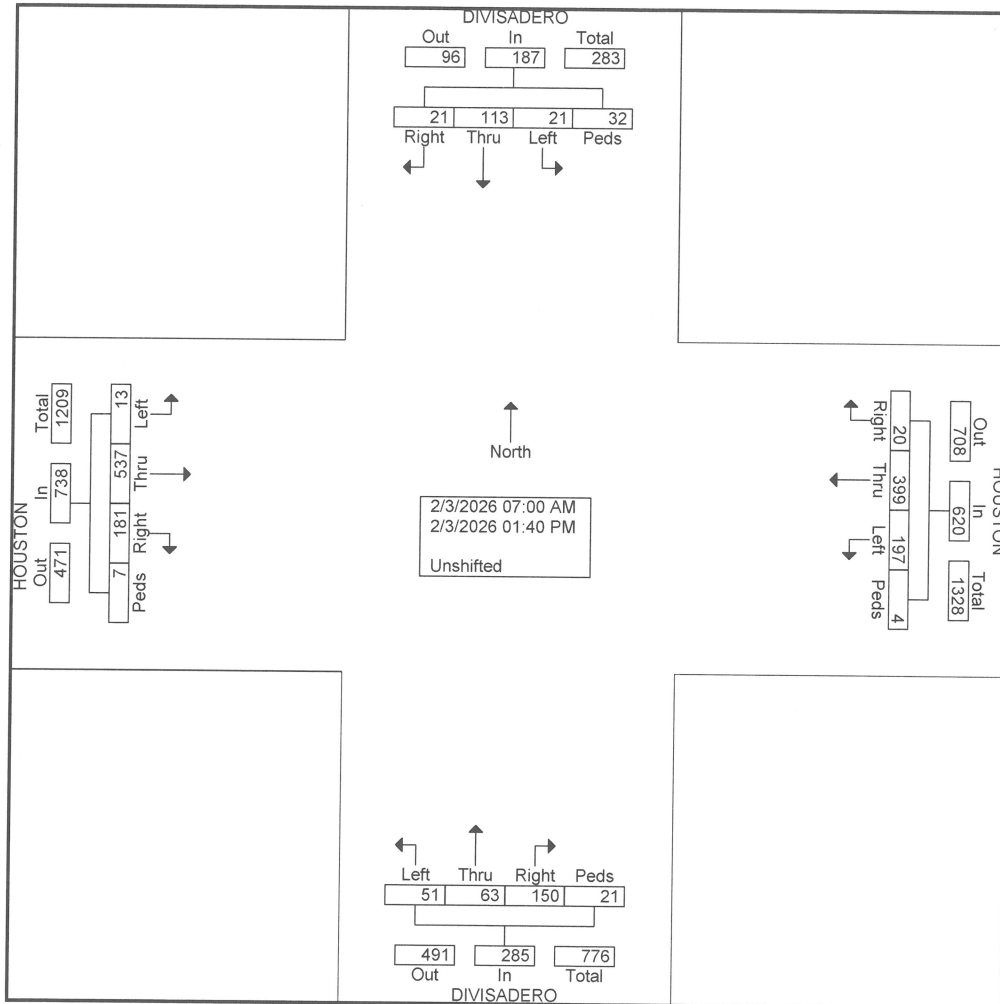 DIVISADERO
Out In Total
96 187 283
21 113 21 32
Right Thru Left Peds
HOUSTON
Total In Out
1209 738 471
13 537 181 7
Left Thru Right Peds
North
2/3/2026 07:00 AM
2/3/2026 01:40 PM
Unshifted
HOUSTON
Out In Total
708 620 1328
20 399 197 4
Right Thru Left Peds
Left Thru Right Peds
51 63 150 21
491 285 776
Out In Total
DIVISADERO